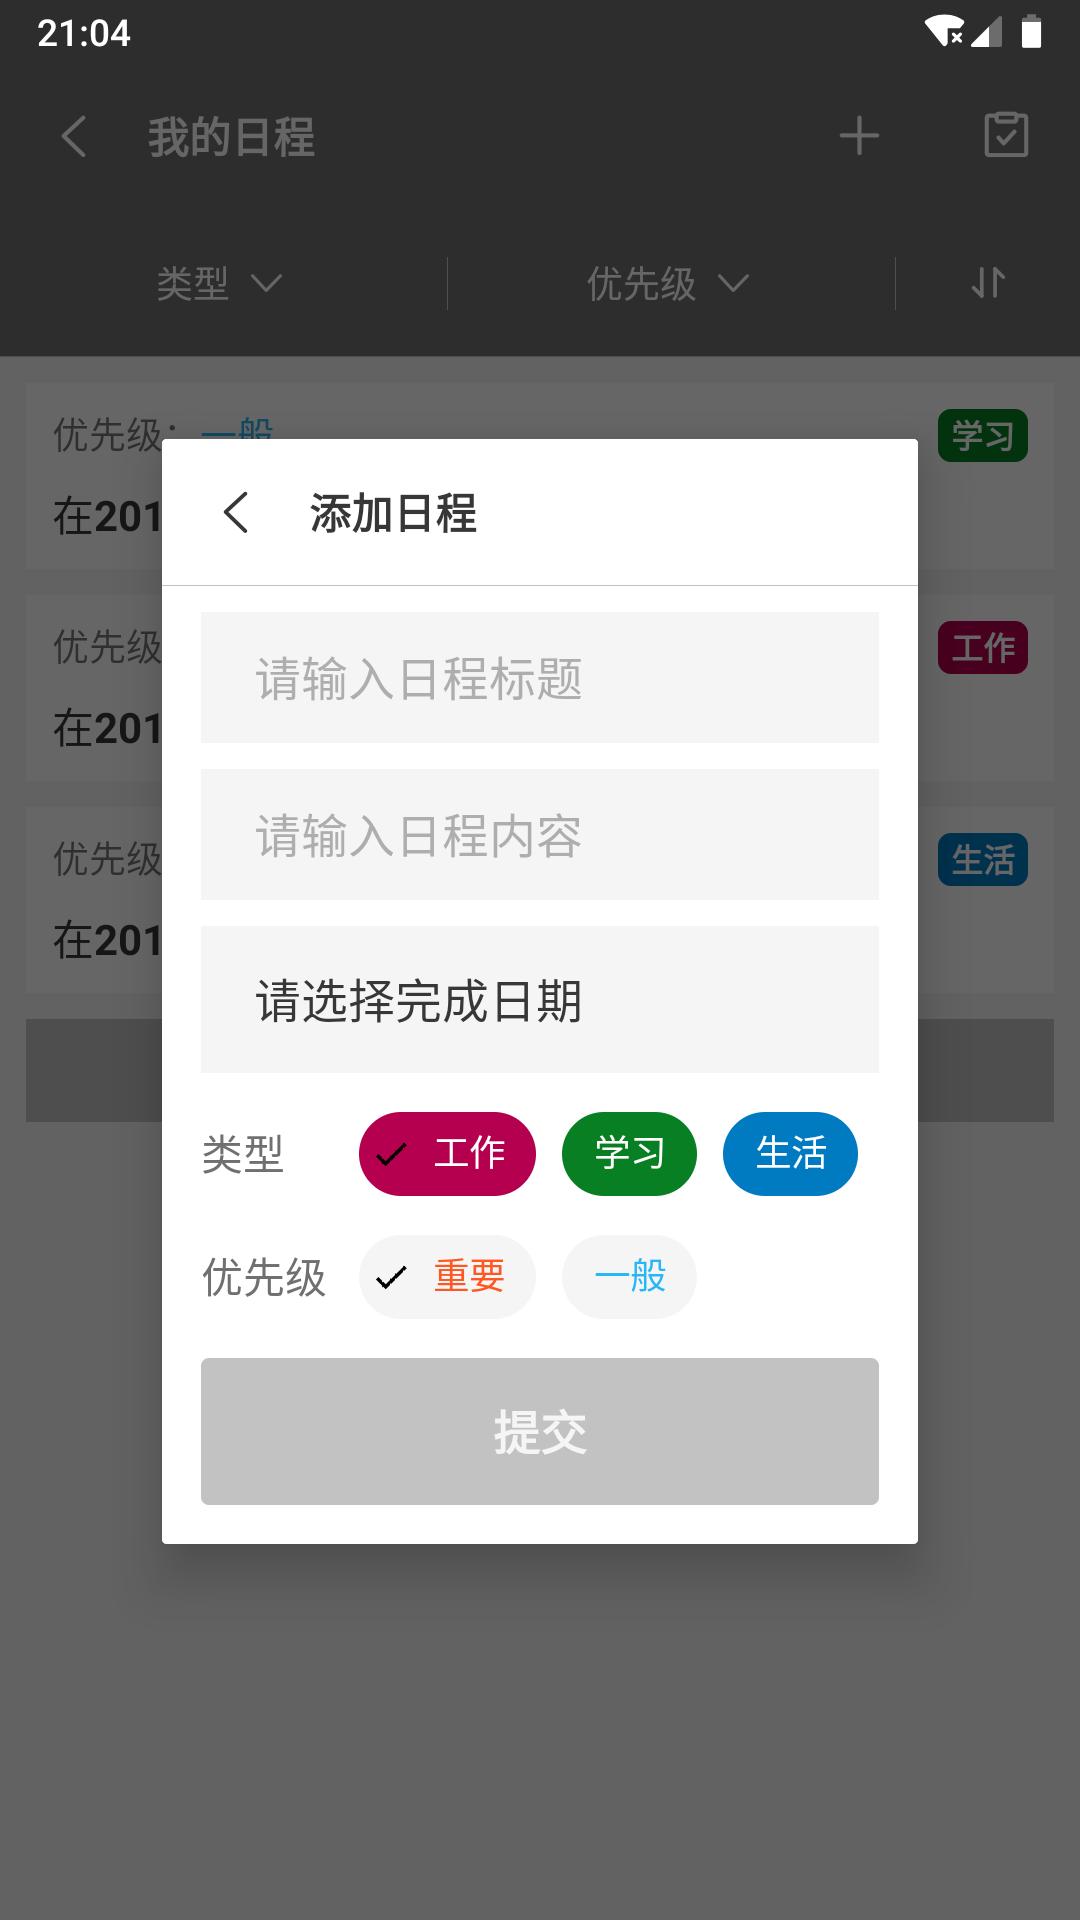 21:04
我的日程
类型
优先级
优先级：一般
学习
在201
优先级
工作
在201
优先级
生活
在201
添加日程
请输入日程标题
请输入日程内容
请选择完成日期
类型 工作 学习 生活
优先级 重要 一般
提交